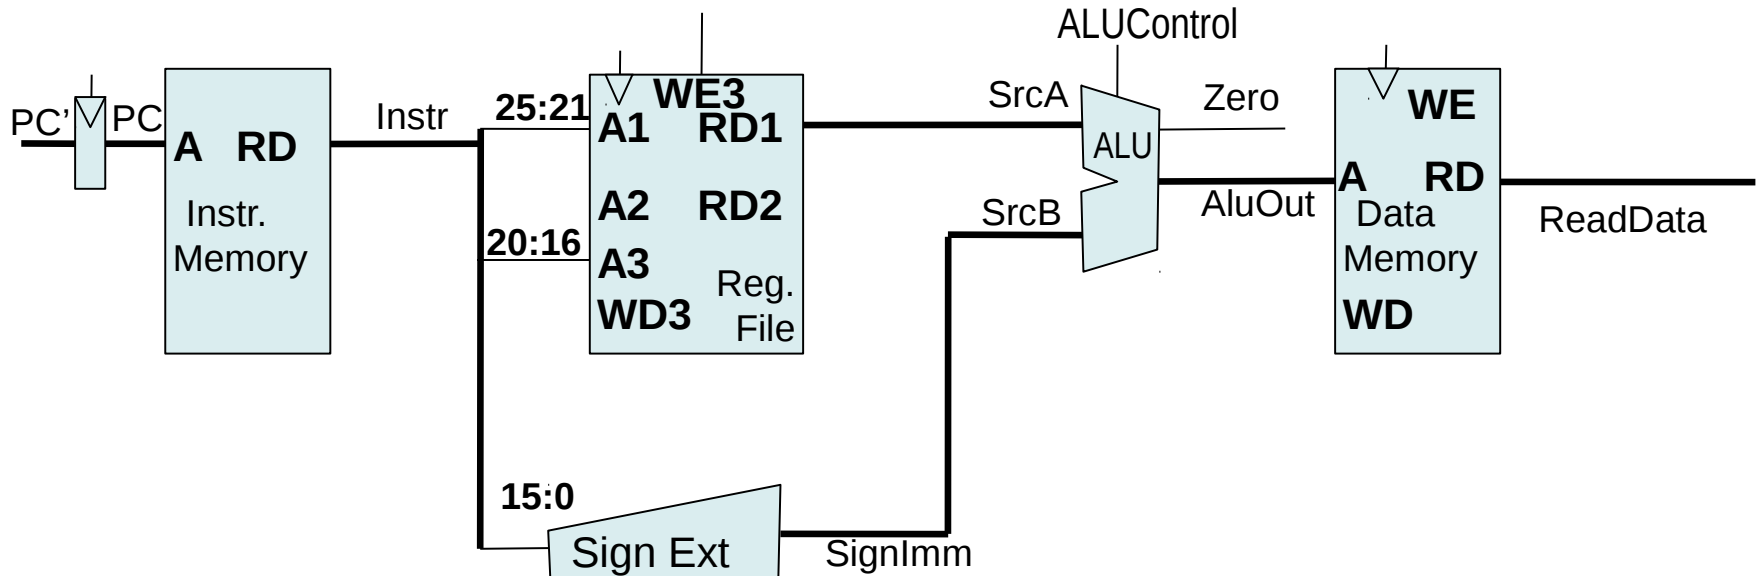 ALUControl
PC'
PC
A RD
Instr.
Memory
Instr
25:21
20:16
15:0
WE3
A1 RD1
A2 RD2
A3
Reg.
WD3
File
Sign Ext
SignImm
SrcA
SrcB
ALU
Zero
AluOut
WE
A RD
Data
Memory
WD
ReadData